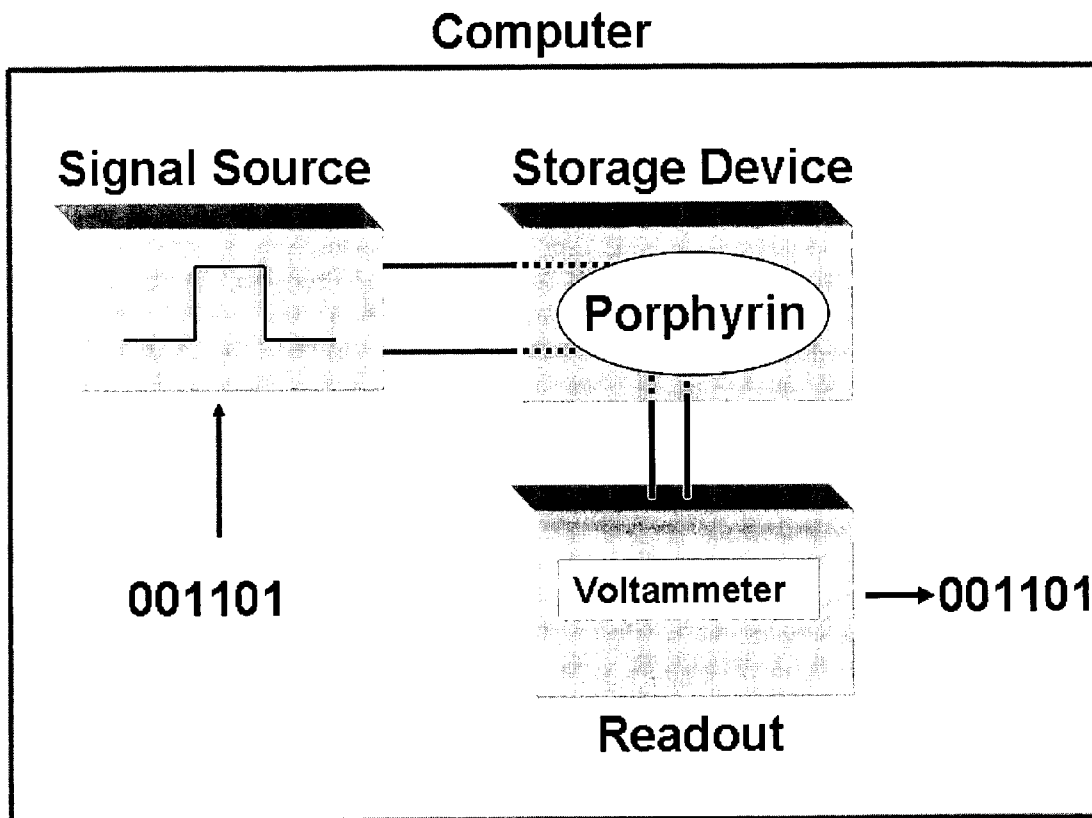 Computer
Signal Source
Storage Device
Porphyrin
001101
Voltammeter
001101
Readout